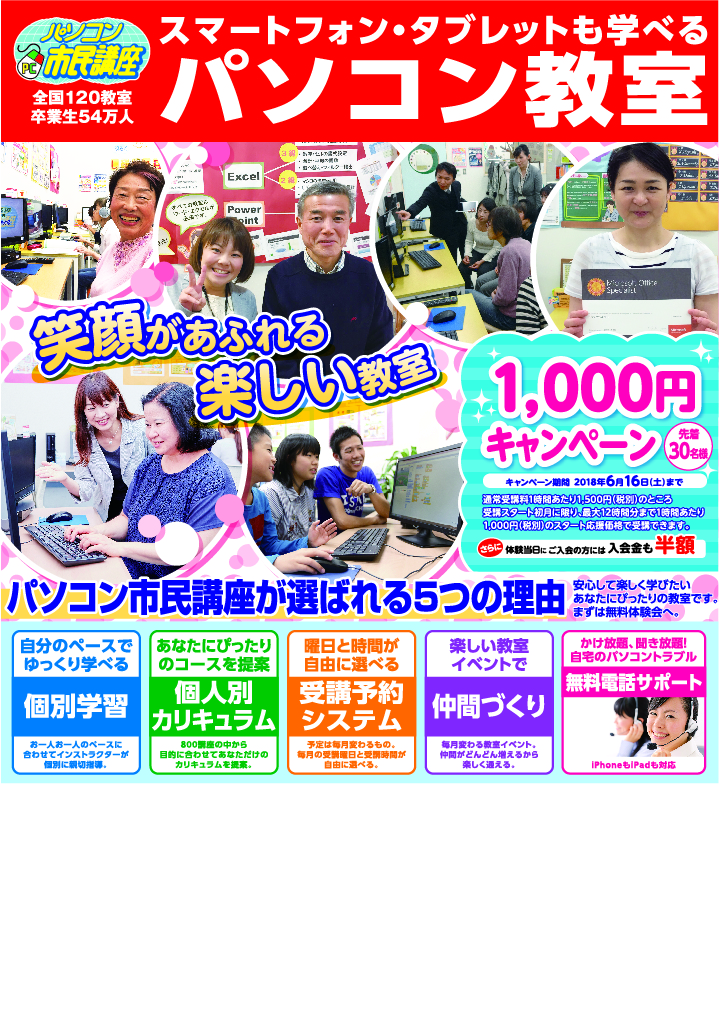 パソコン
市民講座
PC
全国120教室
卒業生54万人
スマートフォン・タブレットも学べる
パソコン教室
Excel
Power
Point
3級
2級
Microsoft Office
Specialist
笑顔があふれる
楽しい教室
1,000円
キャンペーン
先着
30名様
キャンペーン期間 2018年6月16日(土)まで
通常受講料1時間あたり1,500円(税別)のところ
受講スタート初月に限り、最大12時間分まで1時間あたり
1,000円(税別)のスタート応援価格で受講できます。
さらに 体験当日にご入会の方には 入会金も 半額
パソコン市民講座が選ばれる5つの理由
安心して楽しく学びたい
あなたにぴったりの教室です。
まずは無料体験会へ。
自分のペースで
ゆっくり学べる
個別学習
お一人お一人のペースに
合わせてインストラクターが
個別に親切指導。
あなたにぴったり
のコースを提案
個人別
カリキュラム
800講座の中から
目的に合わせてあなただけの
カリキュラムを提案。
曜日と時間が
自由に選べる
受講予約
システム
予定は毎月変わるもの。
毎月の受講曜日と受講時間が
自由に選べる。
楽しい教室
イベントで
仲間づくり
毎月変わる教室イベント。
仲間がどんどん増えるから
楽しく通える。
かけ放題、聞き放題!
自宅のパソコントラブル
無料電話サポート
iPhoneもiPadも対応